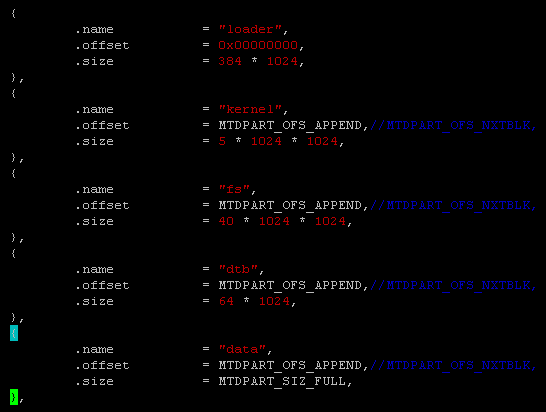 {
.name = "loader",
.offset = 0x00000000,
.size = 384 * 1024,
},
{
.name = "kernel",
.offset = MTDPART_OFS_APPEND,//MTDPART_OFS_NXTBLK,
.size = 5 * 1024 * 1024,
},
{
.name = "fs",
.offset = MTDPART_OFS_APPEND,//MTDPART_OFS_NXTBLK,
.size = 40 * 1024 * 1024,
},
{
.name = "dtb",
.offset = MTDPART_OFS_APPEND,//MTDPART_OFS_NXTBLK,
.size = 64 * 1024,
},
{
.name = "data",
.offset = MTDPART_OFS_APPEND,//MTDPART_OFS_NXTBLK,
.size = MTDPART_SIZ_FULL,
},